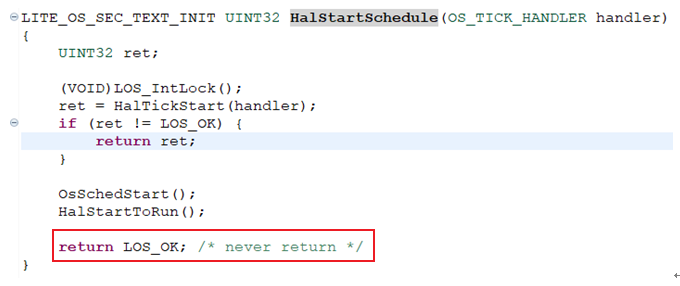 LITE_OS_SEC_TEXT_INIT UINT32 HalStartSchedule(OS_TICK_HANDLER handler)
{
    UINT32 ret;

    (VOID)LOS_IntLock();
    ret = HalTickStart(handler);
    if (ret != LOS_OK) {
        return ret;
    }

    OsSchedStart();
    HalStartToRun();

    return LOS_OK; /* never return */
}